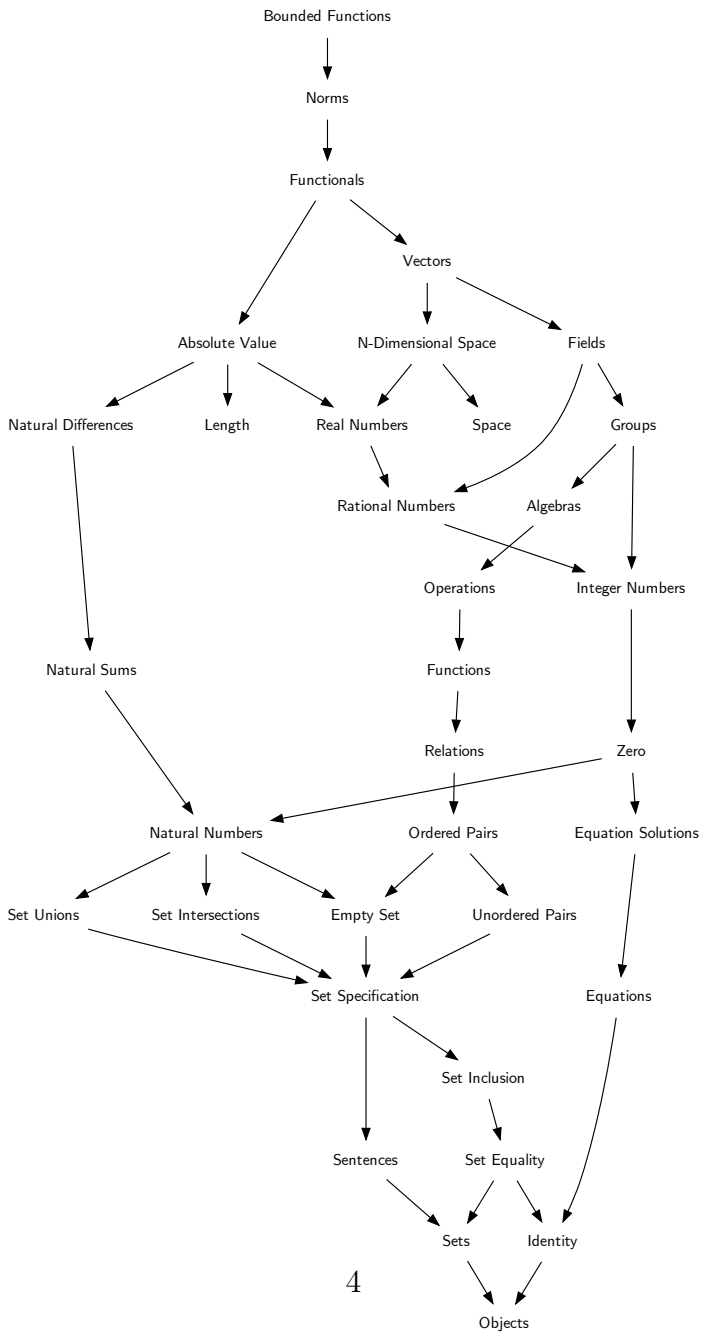 Bounded Functions
Norms
Functionals
Vectors
Absolute Value
N-Dimensional Space
Fields
Natural Differences
Length
Real Numbers
Space
Groups
Rational Numbers
Algebras
Operations
Integer Numbers
Natural Sums
Functions
Relations
Zero
Natural Numbers
Ordered Pairs
Equation Solutions
Set Unions
Set Intersections
Empty Set
Unordered Pairs
Set Specification
Equations
Set Inclusion
Sentences
Set Equality
Sets
Identity
4
Objects